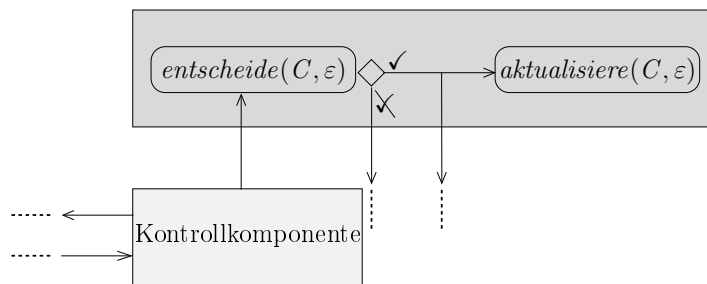 entscheide(C, ε) ✓ aktualisiere(C, ε)
Kontrollkomponente